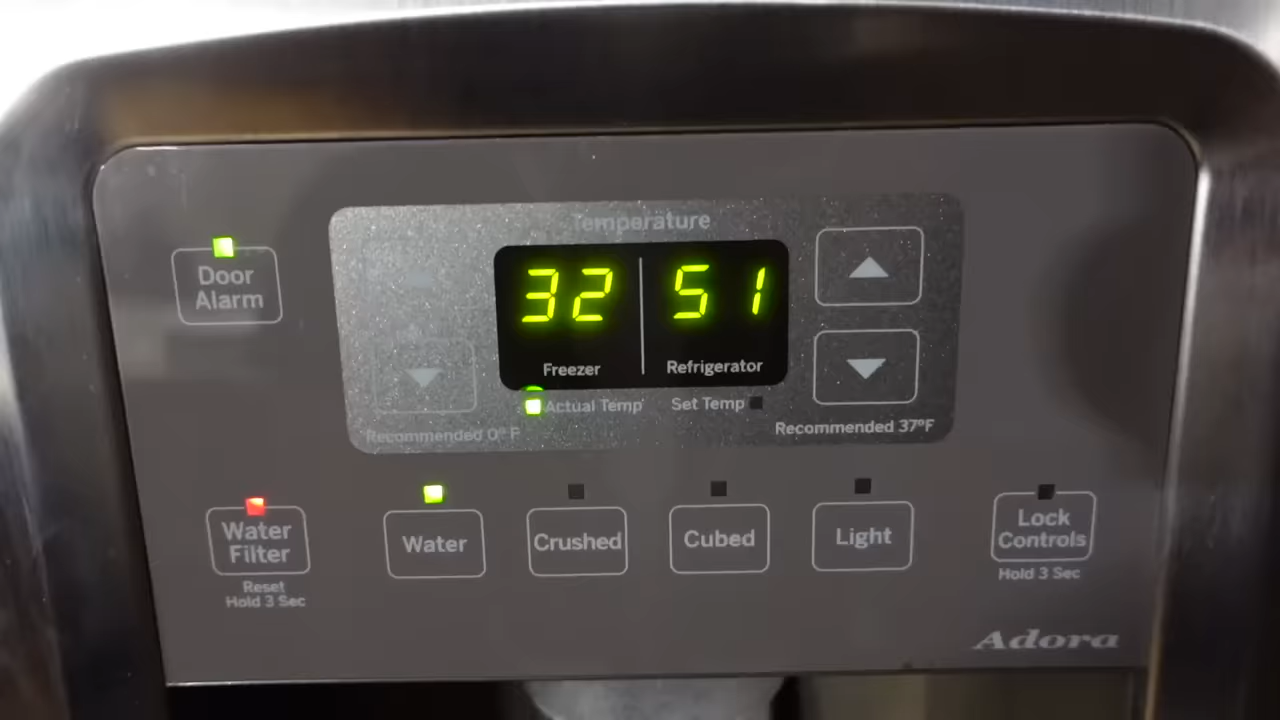 Temperature
Door
Alarm
32 51
Freezer Refrigerator
Actual Temp Set Temp
Recommended 0° F
Recommended 37°F
Water
Filter
Reset
Hold 3 Sec
Water
Crushed
Cubed
Light
Lock
Controls
Hold 3 Sec
Adora